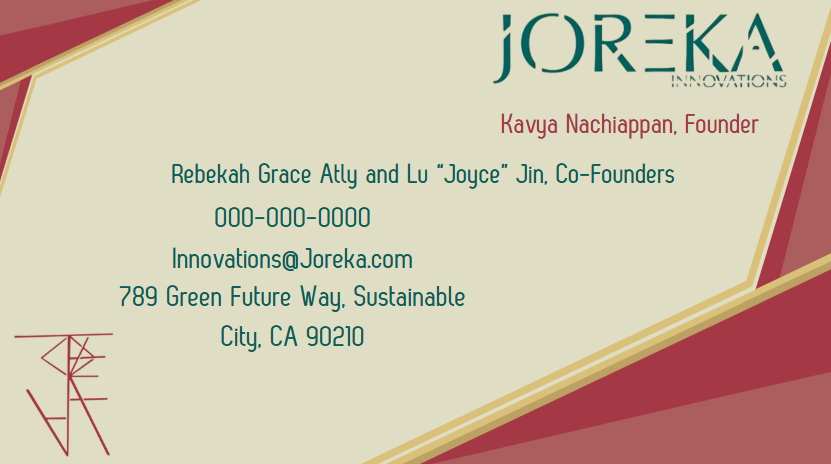 JOREKA
INNOVATIONS
Kavya Nachiappan, Founder
Rebekah Grace Atly and Lu “Joyce” Jin, Co-Founders
000-000-0000
Innovations@Joreka.com
789 Green Future Way, Sustainable
City, CA 90210